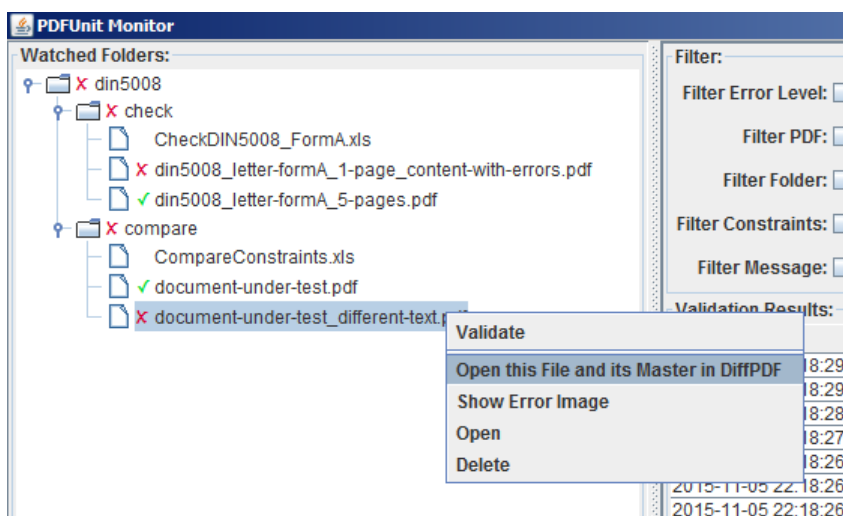 PDFUnit Monitor
Watched Folders:
din5008
check
CheckDIN5008_FormA.xls
din5008_letter-formA_1-page_content-with-errors.pdf
din5008_letter-formA_5-pages.pdf
compare
CompareConstraints.xls
document-under-test.pdf
document-under-test_different-text.pdf
Validate
Open this File and its Master in DiffPDF
Show Error Image
Open
Delete
Filter:
Filter Error Level:
Filter PDF:
Filter Folder:
Filter Constraints:
Filter Message:
Validation Results:
18:29
18:29
18:28
18:27
18:26
2015-11-05 22:18:26
2015-11-05 22:18:26